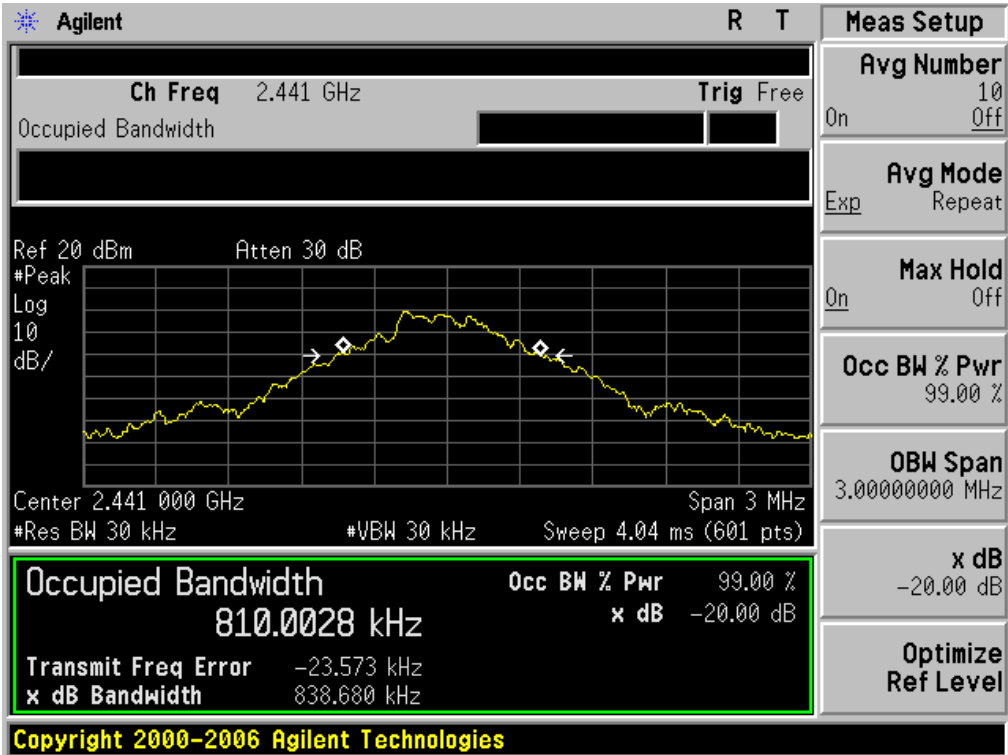 Agilent R T
Ch Freq 2.441 GHz Trig Free
Occupied Bandwidth
Ref 20 dBm Atten 30 dB
#Peak
Log
10
dB/
Center 2.441 000 GHz Span 3 MHz
#Res BW 30 kHz #VBW 30 kHz Sweep 4.04 ms (601 pts)
Occupied Bandwidth Occ BW % Pwr 99.00 %
810.0028 kHz x dB -20.00 dB
Transmit Freq Error -23.573 kHz
x dB Bandwidth 838.680 kHz
Copyright 2000-2006 Agilent Technologies
Meas Setup
Avg Number
10
On Off
Avg Mode
Exp Repeat
Max Hold
On Off
Occ BW % Pwr
99.00 %
OBW Span
3.00000000 MHz
x dB
-20.00 dB
Optimize
Ref Level